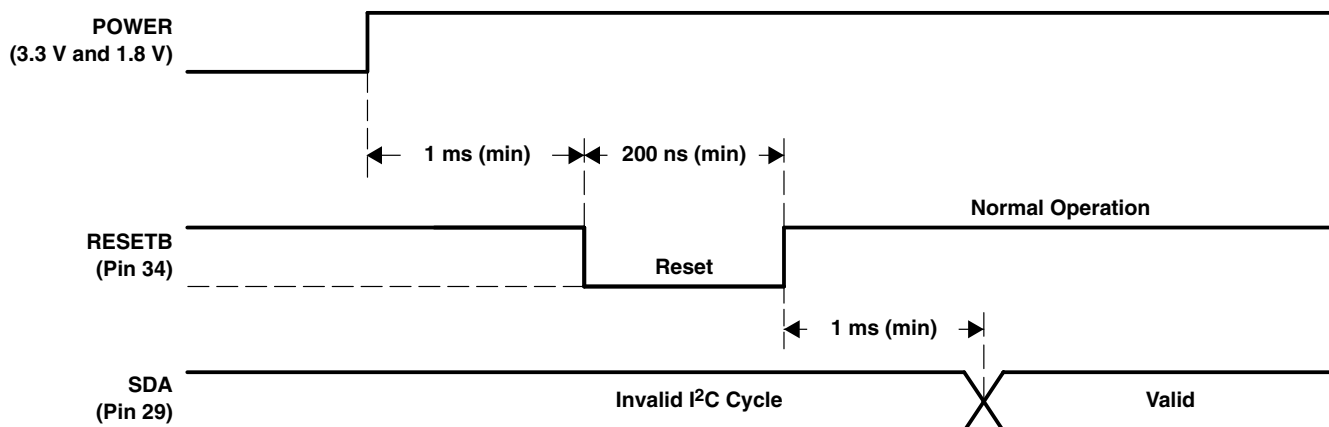 POWER
(3.3 V and 1.8 V)
1 ms (min)
200 ns (min)
Normal Operation
RESETB
(Pin 34)
Reset
1 ms (min)
SDA
(Pin 29)
Invalid I²C Cycle
Valid